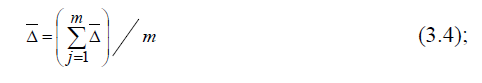 Δ̅ = ( ∑_{j=1}^{m} Δ̅ ) / m (3.4);